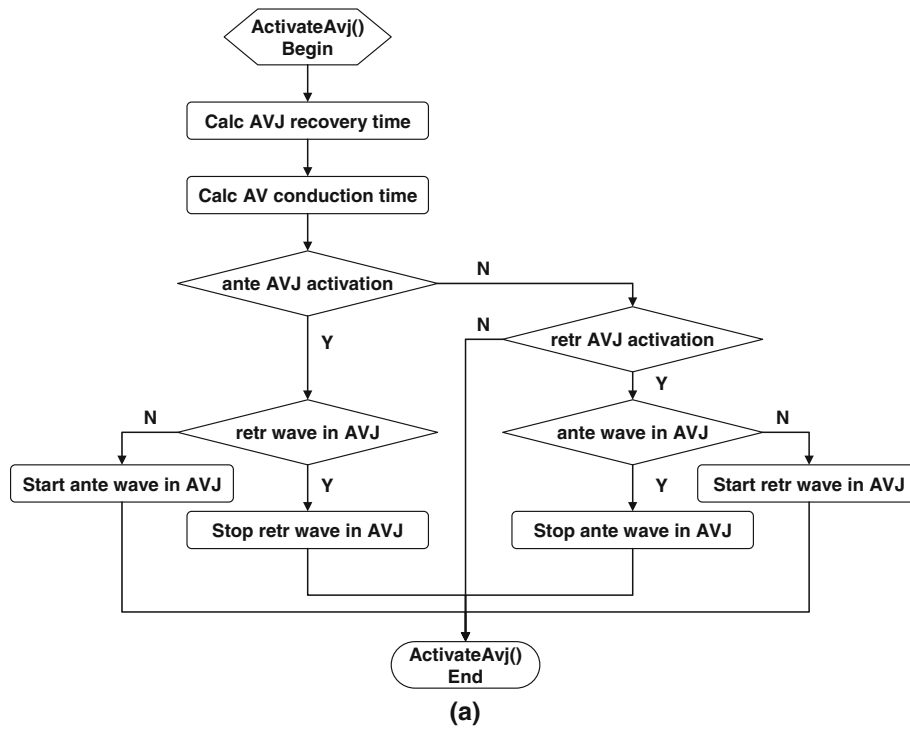 ActivateAvj()
Begin
Calc AVJ recovery time
Calc AV conduction time
ante AVJ activation
N
Y
N
retr AVJ activation
Y
N
retr wave in AVJ
ante wave in AVJ
N
Start ante wave in AVJ
Y
Y
Start retr wave in AVJ
Stop retr wave in AVJ
Stop ante wave in AVJ
ActivateAvj()
End
(a)